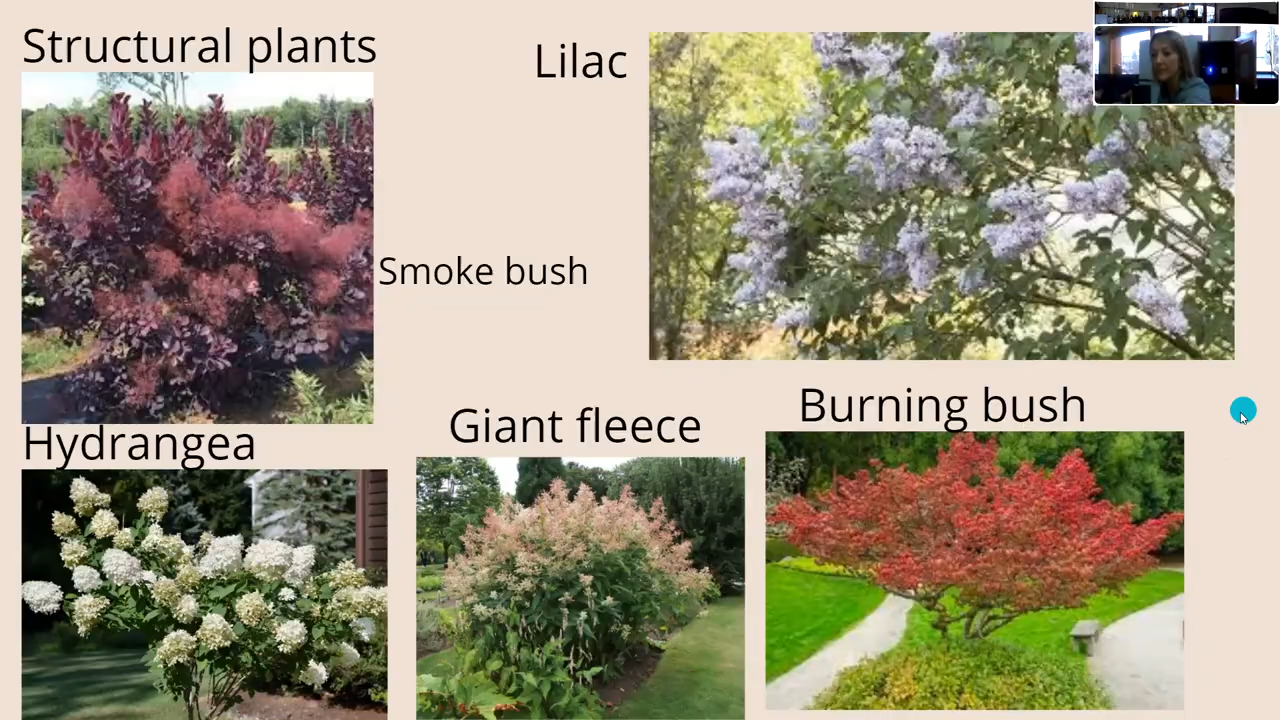 Structural plants
Lilac
Smoke bush
Hydrangea
Giant fleece
Burning bush